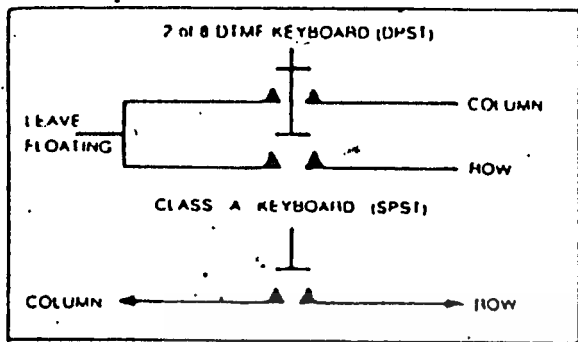 2 of 8 DTMF KEYBOARD (DPST)
COLUMN
LEAVE
FLOATING
ROW
CLASS A KEYBOARD (SPST)
COLUMN
ROW